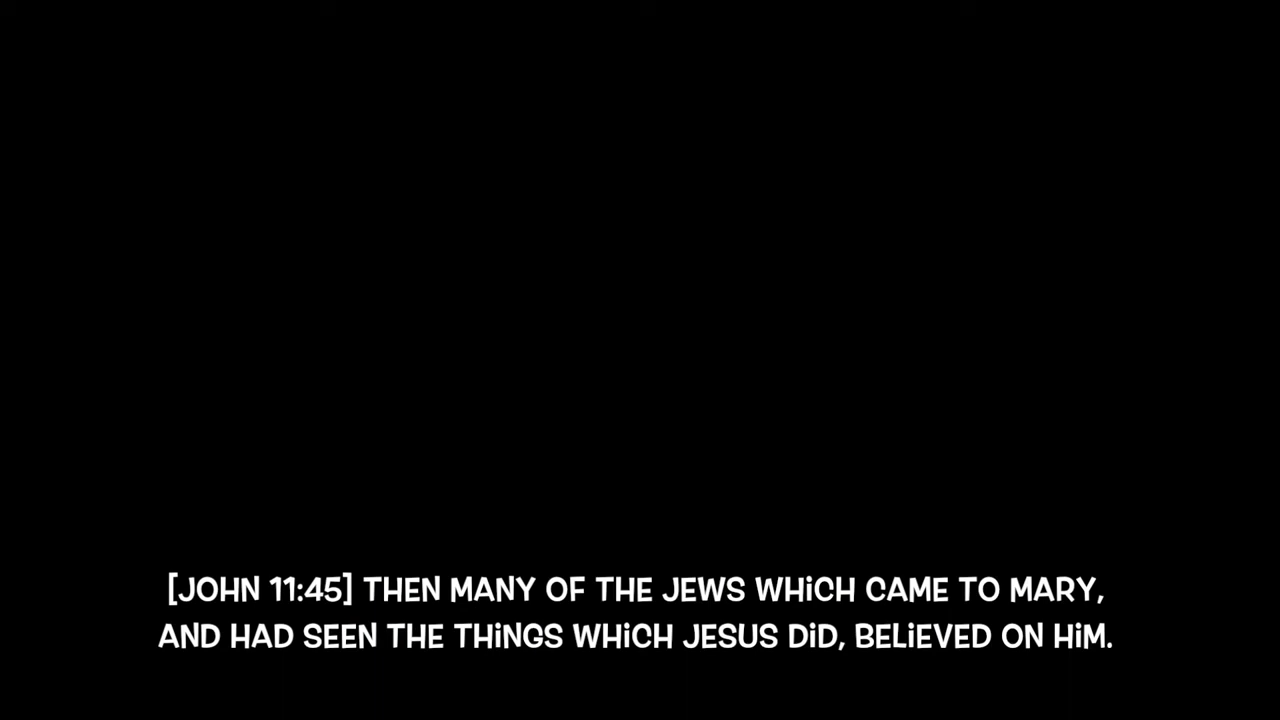 [JOHN 11:45] THEN MANY OF THE JEWS WHiCH CAME TO MARY,
AND HAD SEEN THE THiNGS WHiCH JESUS DiD, BELiEVED ON HiM.